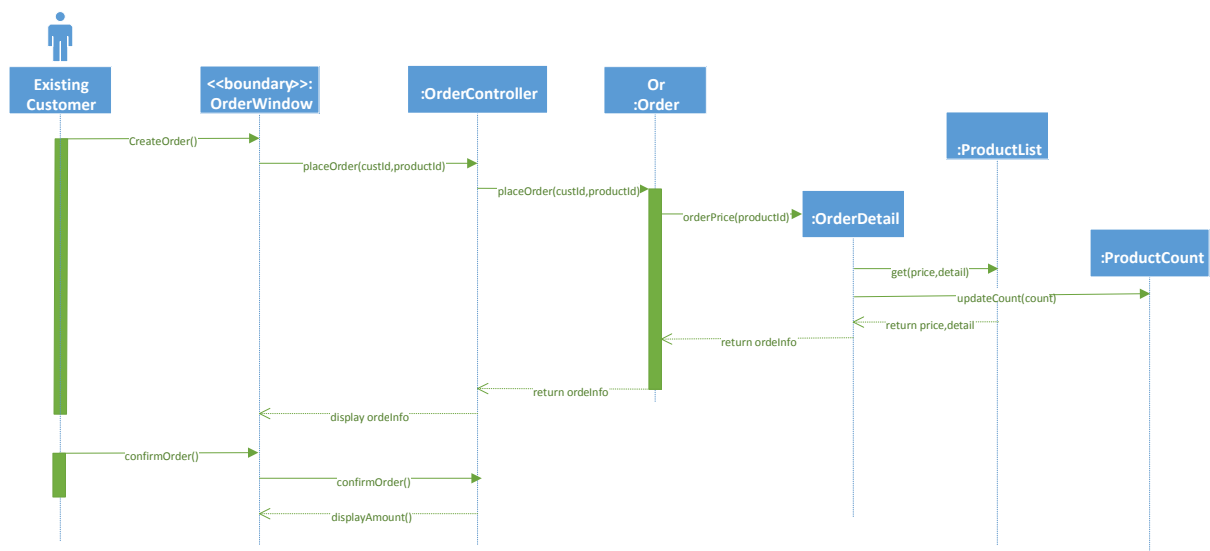 Existing
Customer
<<boundary>>:
OrderWindow
:OrderController
Or
:Order
:ProductList
:OrderDetail
:ProductCount
CreateOrder()
placeOrder(custId,productId)
placeOrder(custId,productId)
orderPrice(productId)
get(price,detail)
updateCount(count)
return price,detail
return ordeInfo
return ordeInfo
display ordeInfo
confirmOrder()
confirmOrder()
displayAmount()